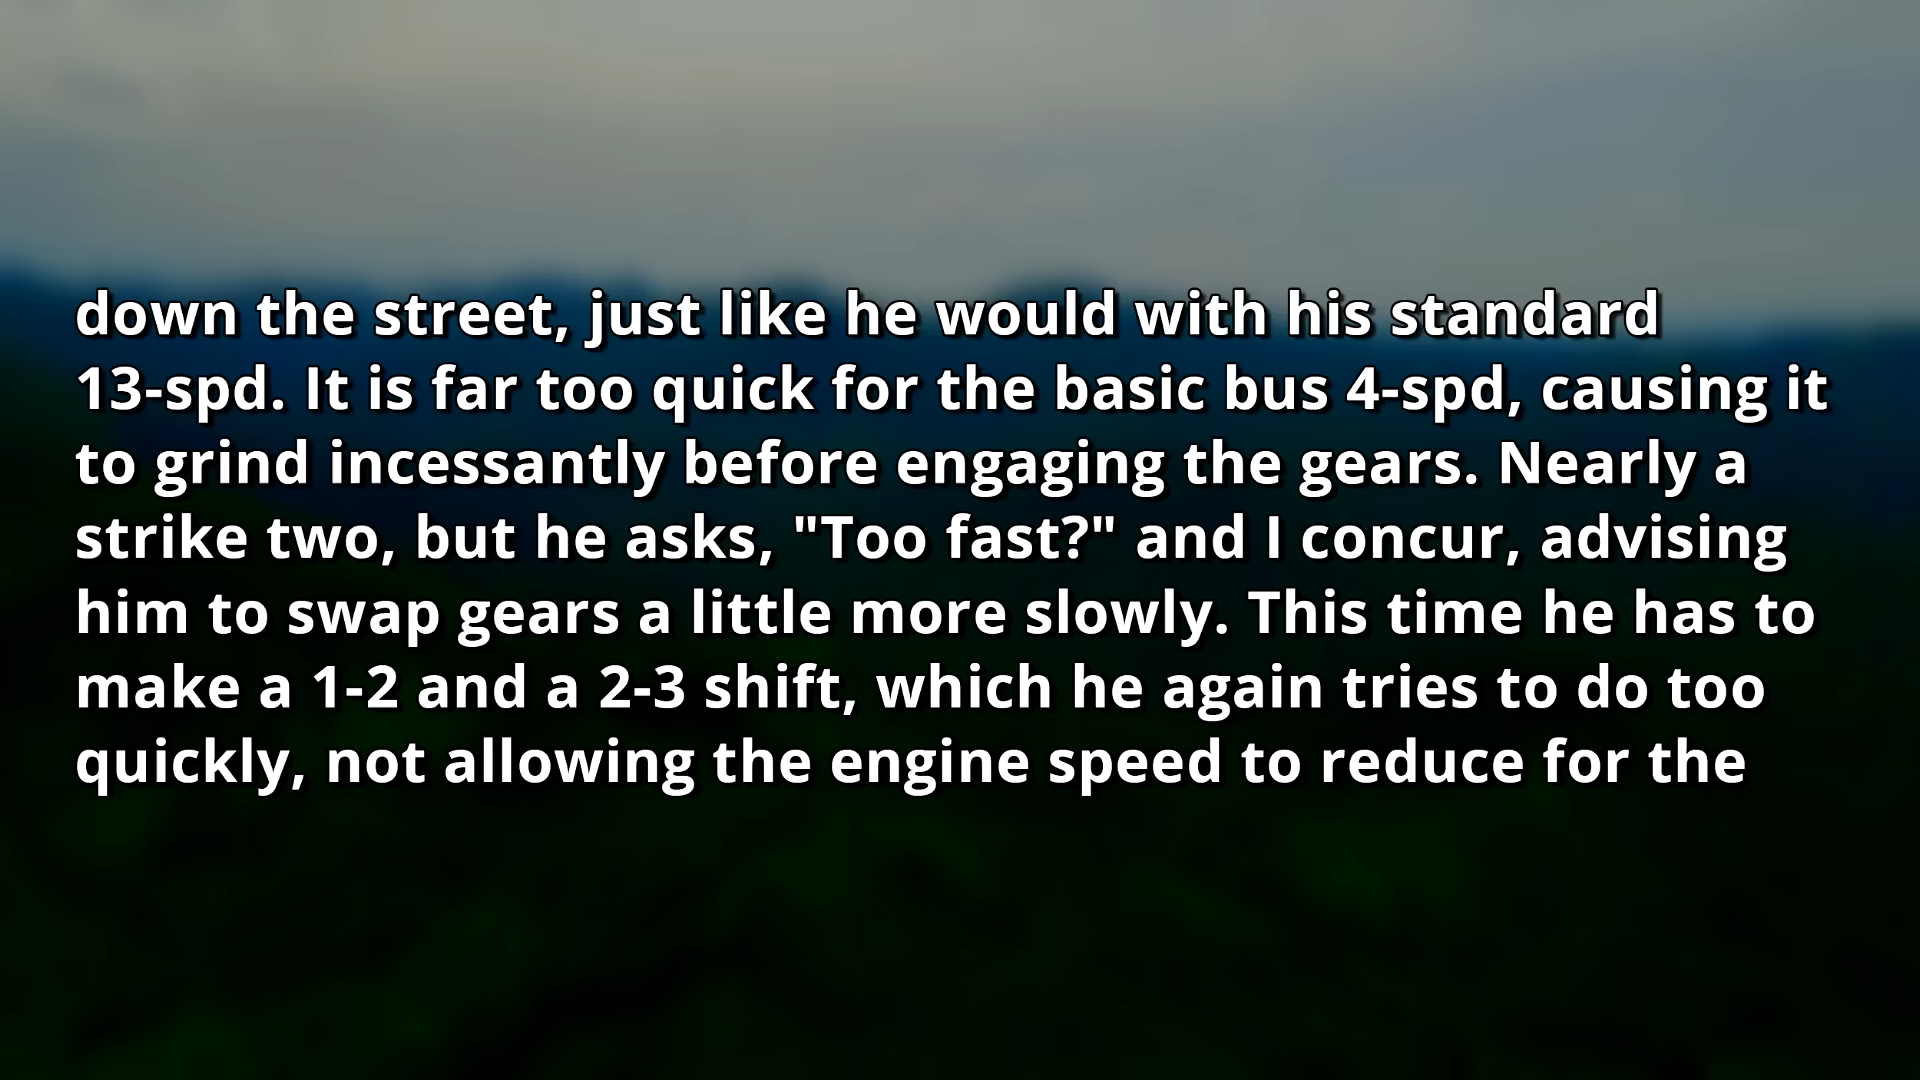 down the street, just like he would with his standard
13-spd. It is far too quick for the basic bus 4-spd, causing it
to grind incessantly before engaging the gears. Nearly a
strike two, but he asks, "Too fast?" and I concur, advising
him to swap gears a little more slowly. This time he has to
make a 1-2 and a 2-3 shift, which he again tries to do too
quickly, not allowing the engine speed to reduce for the